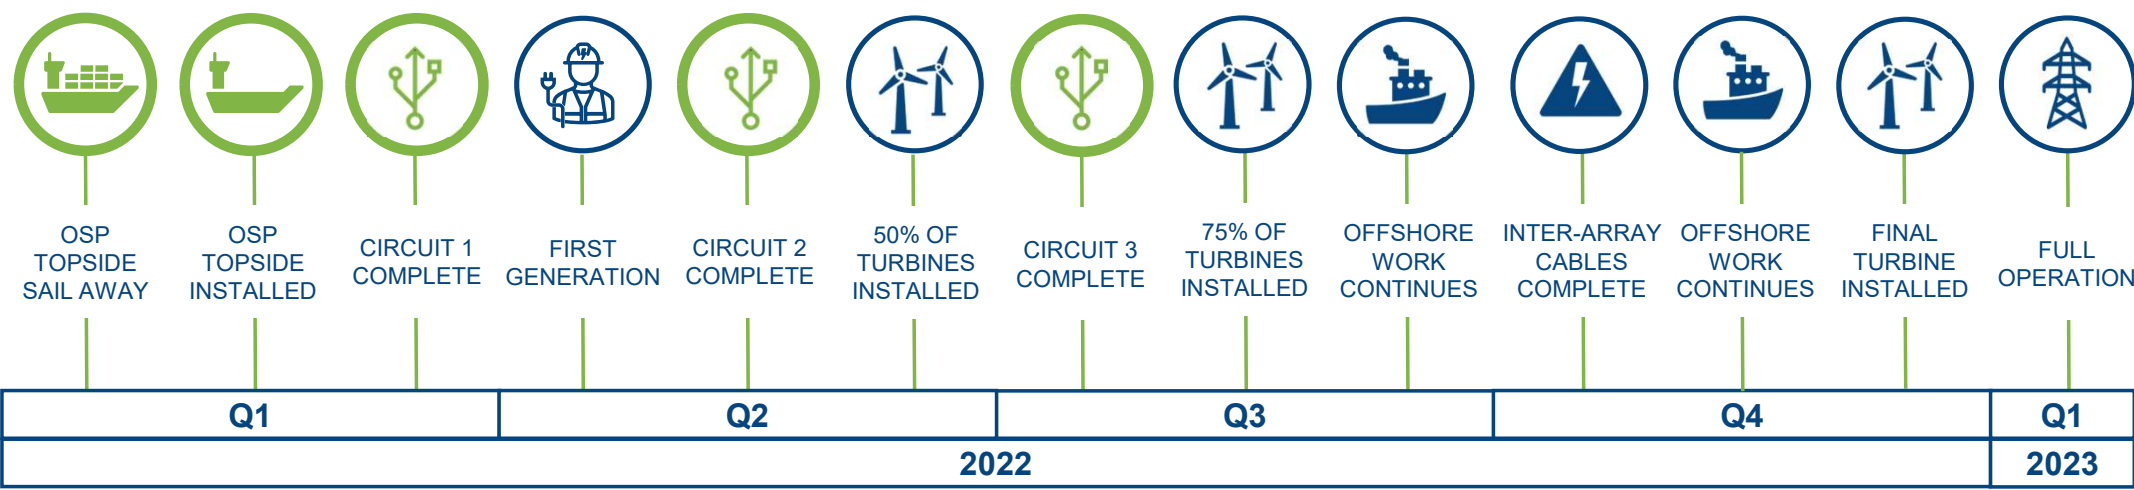 OSP
TOPSIDE
SAIL AWAY
OSP
TOPSIDE
INSTALLED
CIRCUIT 1
COMPLETE
FIRST
GENERATION
CIRCUIT 2
COMPLETE
50% OF
TURBINES
INSTALLED
CIRCUIT 3
COMPLETE
75% OF
TURBINES
INSTALLED
OFFSHORE
WORK
CONTINUES
INTER-ARRAY
CABLES
COMPLETE
OFFSHORE
WORK
CONTINUES
FINAL
TURBINE
INSTALLED
FULL
OPERATION
Q1
Q2
Q3
Q4
Q1
2022
2023